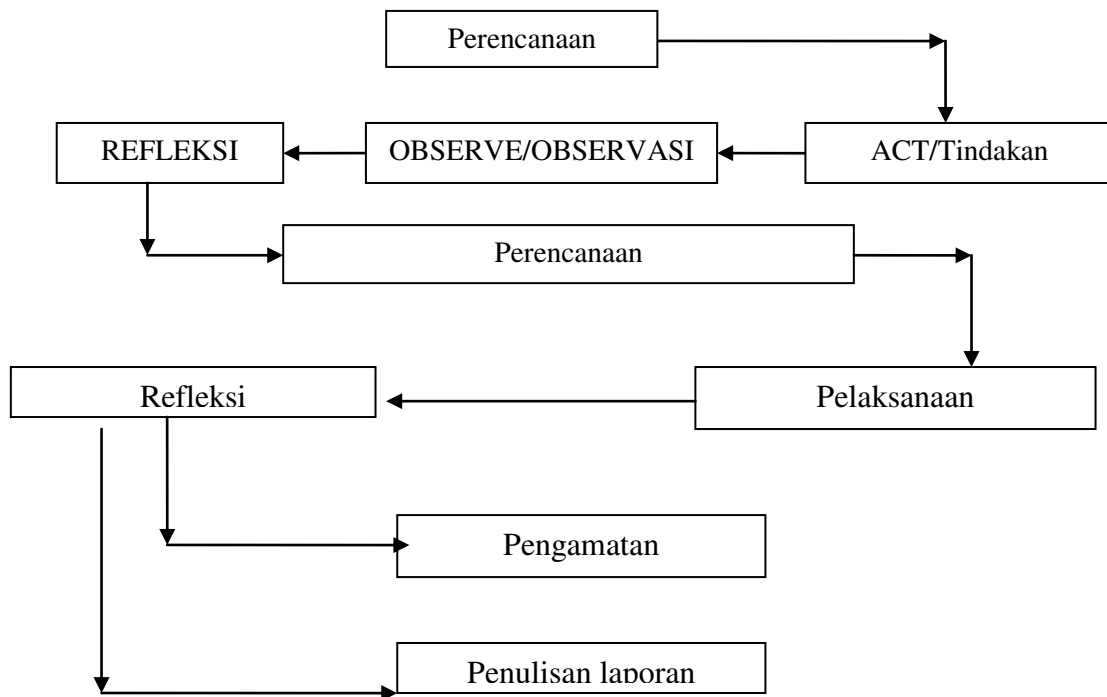 Perencanaan
REFLEKSI
OBSERVE/OBSERVASI
ACT/Tindakan
Perencanaan
Refleksi
Pelaksanaan
Pengamatan
Penulisan laporan